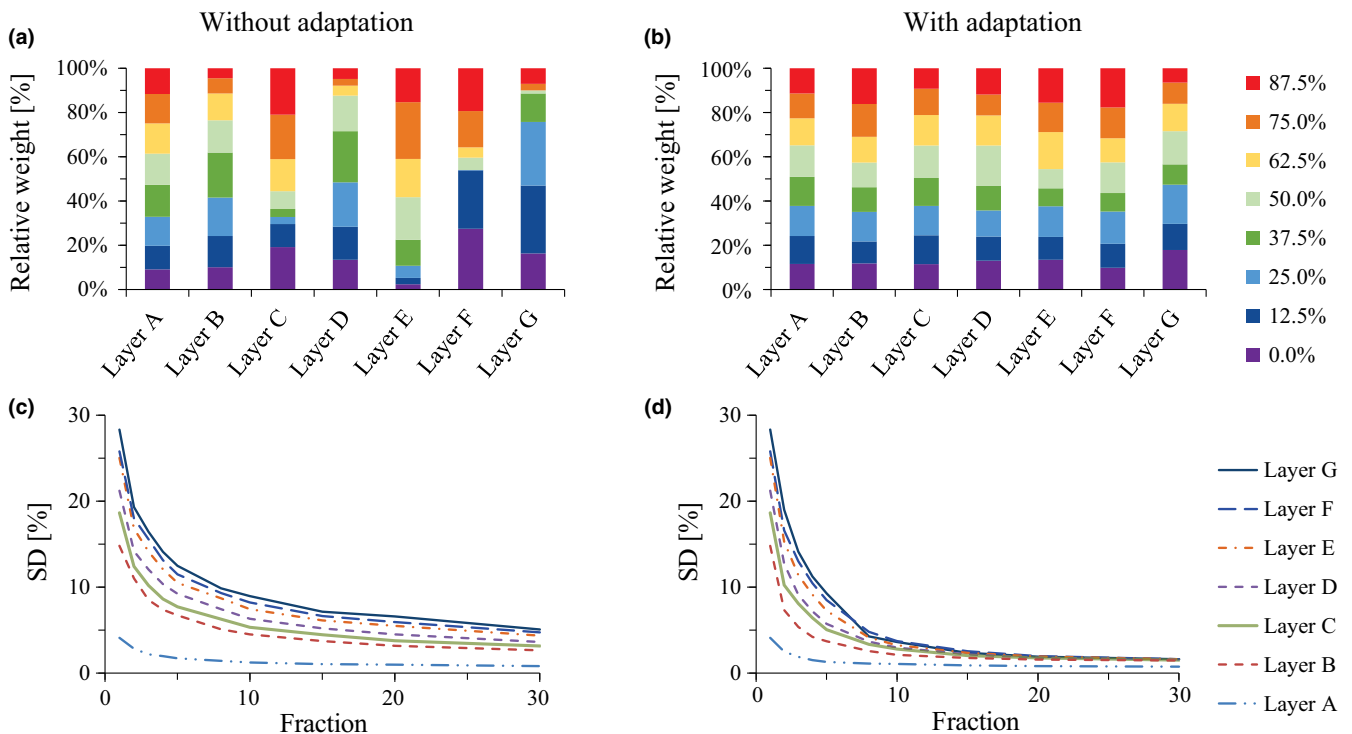 Without adaptation
With adaptation
(a)
(b)
Relative weight [%]
100%
80%
60%
40%
20%
0%
Layer A
Layer B
Layer C
Layer D
Layer E
Layer F
Layer G
Relative weight [%]
100%
80%
60%
40%
20%
0%
Layer A
Layer B
Layer C
Layer D
Layer E
Layer F
Layer G
87.5%
75.0%
62.5%
50.0%
37.5%
25.0%
12.5%
0.0%
(c)
SD [%]
30
20
10
0
0
10
20
30
Fraction
(d)
SD [%]
30
20
10
0
0
10
20
30
Fraction
Layer G
Layer F
Layer E
Layer D
Layer C
Layer B
Layer A